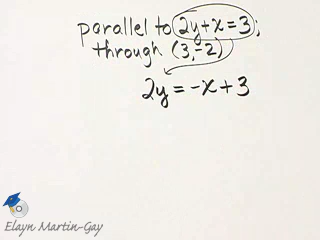 parallel to 2y+x=3;
through (3,-2)
2y=-x+3
Elayn Martin-Gay